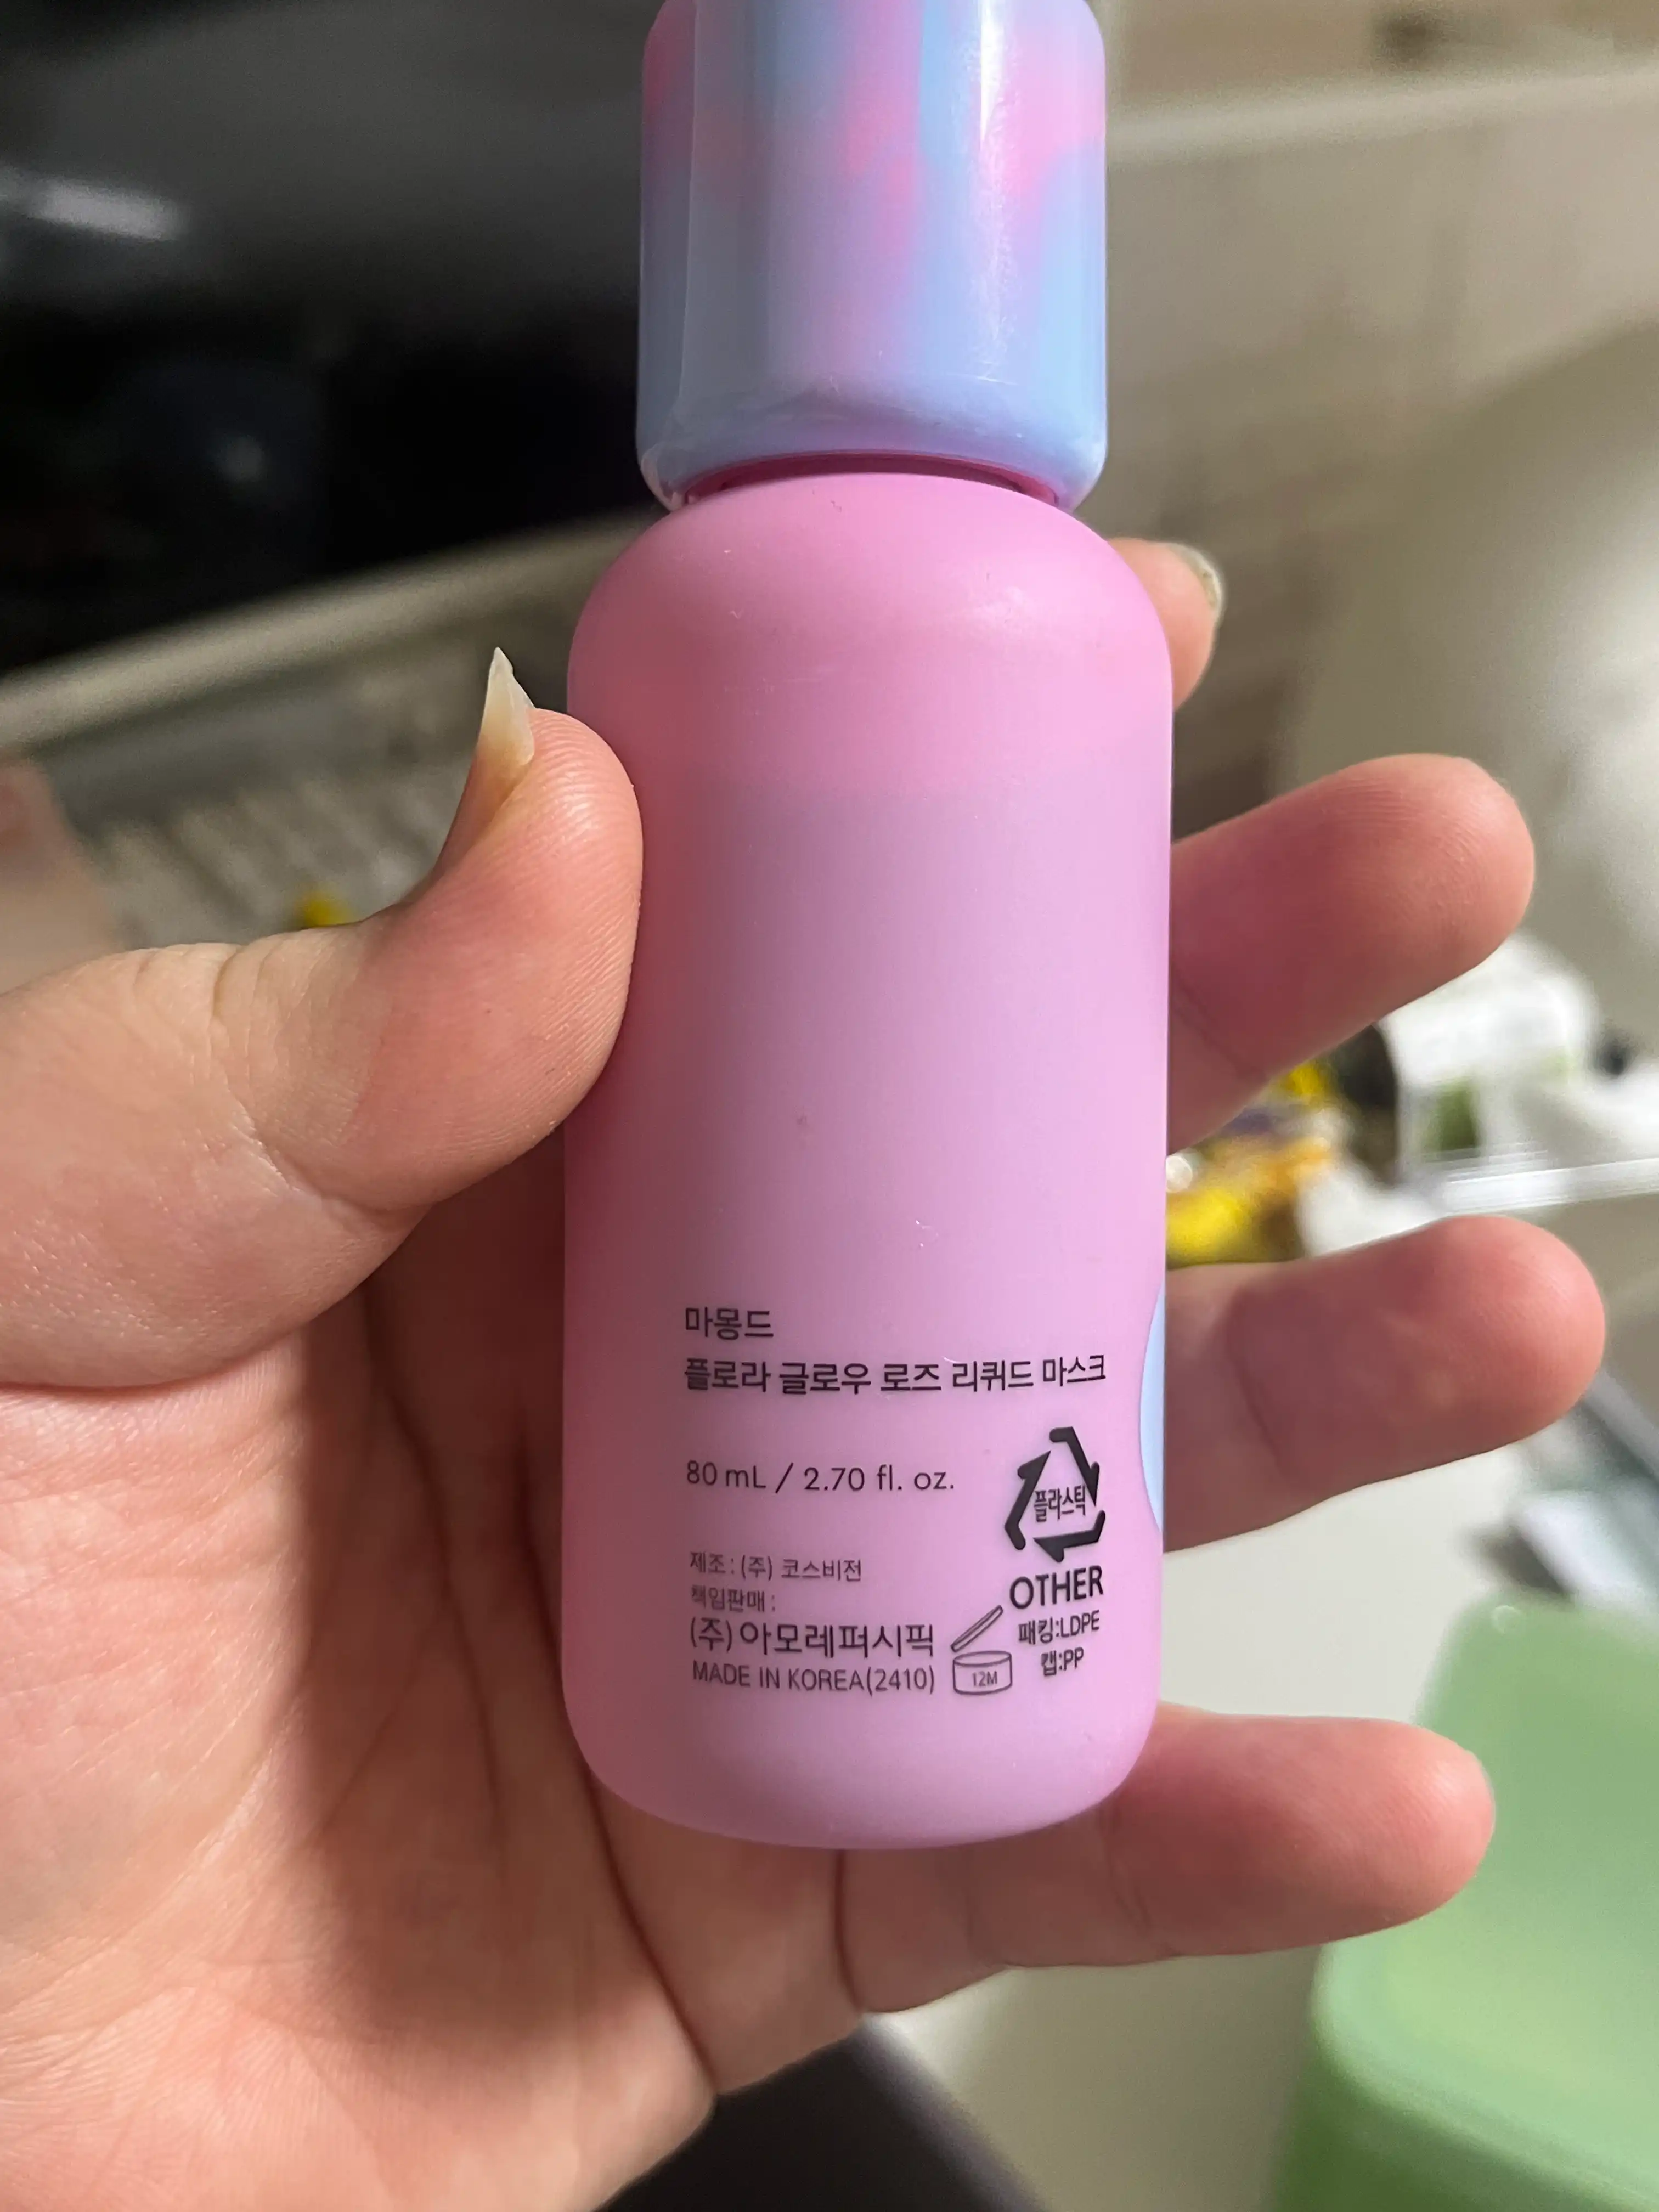 마몽드
플로라 글로우 로즈 리퀴드 마스크
80 mL / 2.70 fl. oz.
플라스틱
OTHER
패킹:LDPE
캡:PP
제조 : (주) 코스비전
책임판매 :
(주)아모레퍼시픽
MADE IN KOREA(2410)
12M